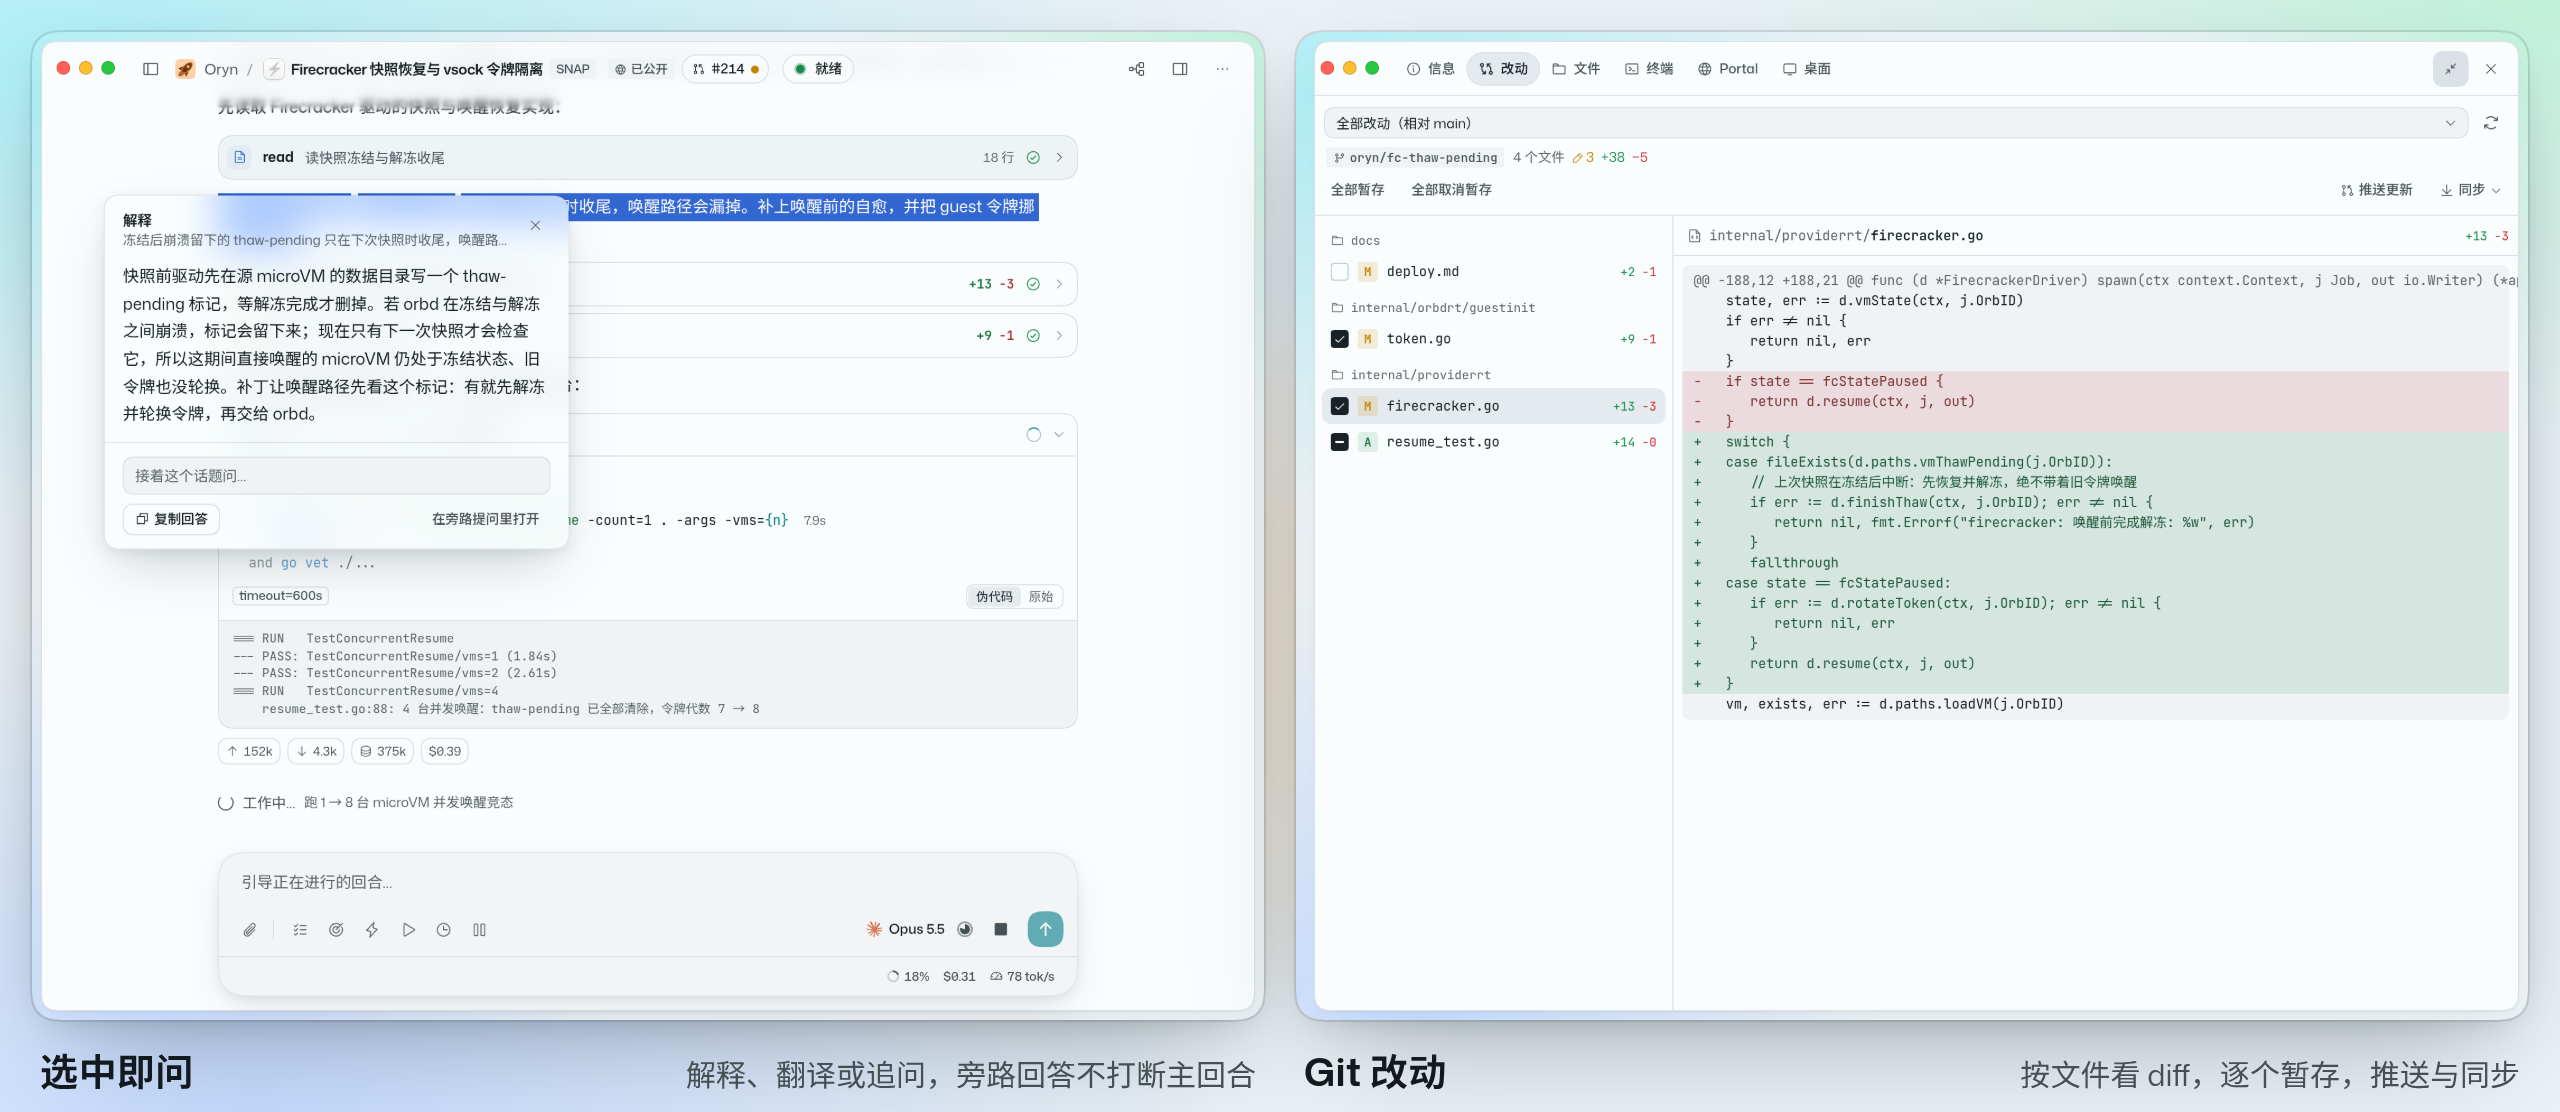 Oryn / Firecracker 快照恢复与 vsock 令牌隔离 SNAP 已公开 #214 就绪
先读取 Firecracker 驱动的快照与唤醒恢复实现：
read 读快照冻结与解冻收尾 18 行
时收尾，唤醒路径会漏掉。补上唤醒前的自愈，并把 guest 令牌挪
解释
冻结后崩溃留下的 thaw-pending 只在下次快照时收尾，唤醒路...
快照前驱动先在源 microVM 的数据目录写一个 thaw-
pending 标记，等解冻完成才删掉。若 orbd 在冻结与解冻
之间崩溃，标记会留下来；现在只有下一次快照才会检查
它，所以这期间直接唤醒的 microVM 仍处于冻结状态、旧
令牌也没轮换。补丁让唤醒路径先看这个标记：有就先解冻
并轮换令牌，再交给 orbd。
接着这个话题问...
复制回答 在旁路提问里打开
+13 -3
+9 -1
-count=1 . -args -vms={n} 7.9s
and go vet ./...
timeout=600s 伪代码 原始
=== RUN TestConcurrentResume
--- PASS: TestConcurrentResume/vms=1 (1.84s)
--- PASS: TestConcurrentResume/vms=2 (2.61s)
=== RUN TestConcurrentResume/vms=4
resume_test.go:88: 4 台并发唤醒：thaw-pending 已全部清除，令牌代数 7 → 8
152k 4.3k 375k $0.39
工作中... 跑 1→8 台 microVM 并发唤醒竞态
引导正在进行的回合...
Opus 5.5
18% $0.31 78 tok/s
选中即问 解释、翻译或追问，旁路回答不打断主回合
信息 改动 文件 终端 Portal 桌面
全部改动（相对 main）
oryn/fc-thaw-pending 4 个文件 3 +38 −5
全部暂存 全部取消暂存 推送更新 同步
docs
deploy.md +2 -1
internal/orbdrt/guestinit
token.go +9 -1
internal/providerrt
firecracker.go +13 -3
resume_test.go +14 -0
internal/providerrt/firecracker.go +13 -3
@@ -188,12 +188,21 @@ func (d *FirecrackerDriver) spawn(ctx context.Context, j Job, out io.Writer) (*a
state, err := d.vmState(ctx, j.OrbID)
if err != nil {
return nil, err
}
- if state == fcStatePaused {
- return d.resume(ctx, j, out)
- }
+ switch {
+ case fileExists(d.paths.vmThawPending(j.OrbID)):
+ // 上次快照在冻结后中断：先恢复并解冻，绝不带着旧令牌唤醒
+ if err := d.finishThaw(ctx, j.OrbID); err != nil {
+ return nil, fmt.Errorf("firecracker: 唤醒前完成解冻: %w", err)
+ }
+ fallthrough
+ case state == fcStatePaused:
+ if err := d.rotateToken(ctx, j.OrbID); err != nil {
+ return nil, err
+ }
+ return d.resume(ctx, j, out)
+ }
vm, exists, err := d.paths.loadVM(j.OrbID)
Git 改动 按文件看 diff，逐个暂存，推送与同步